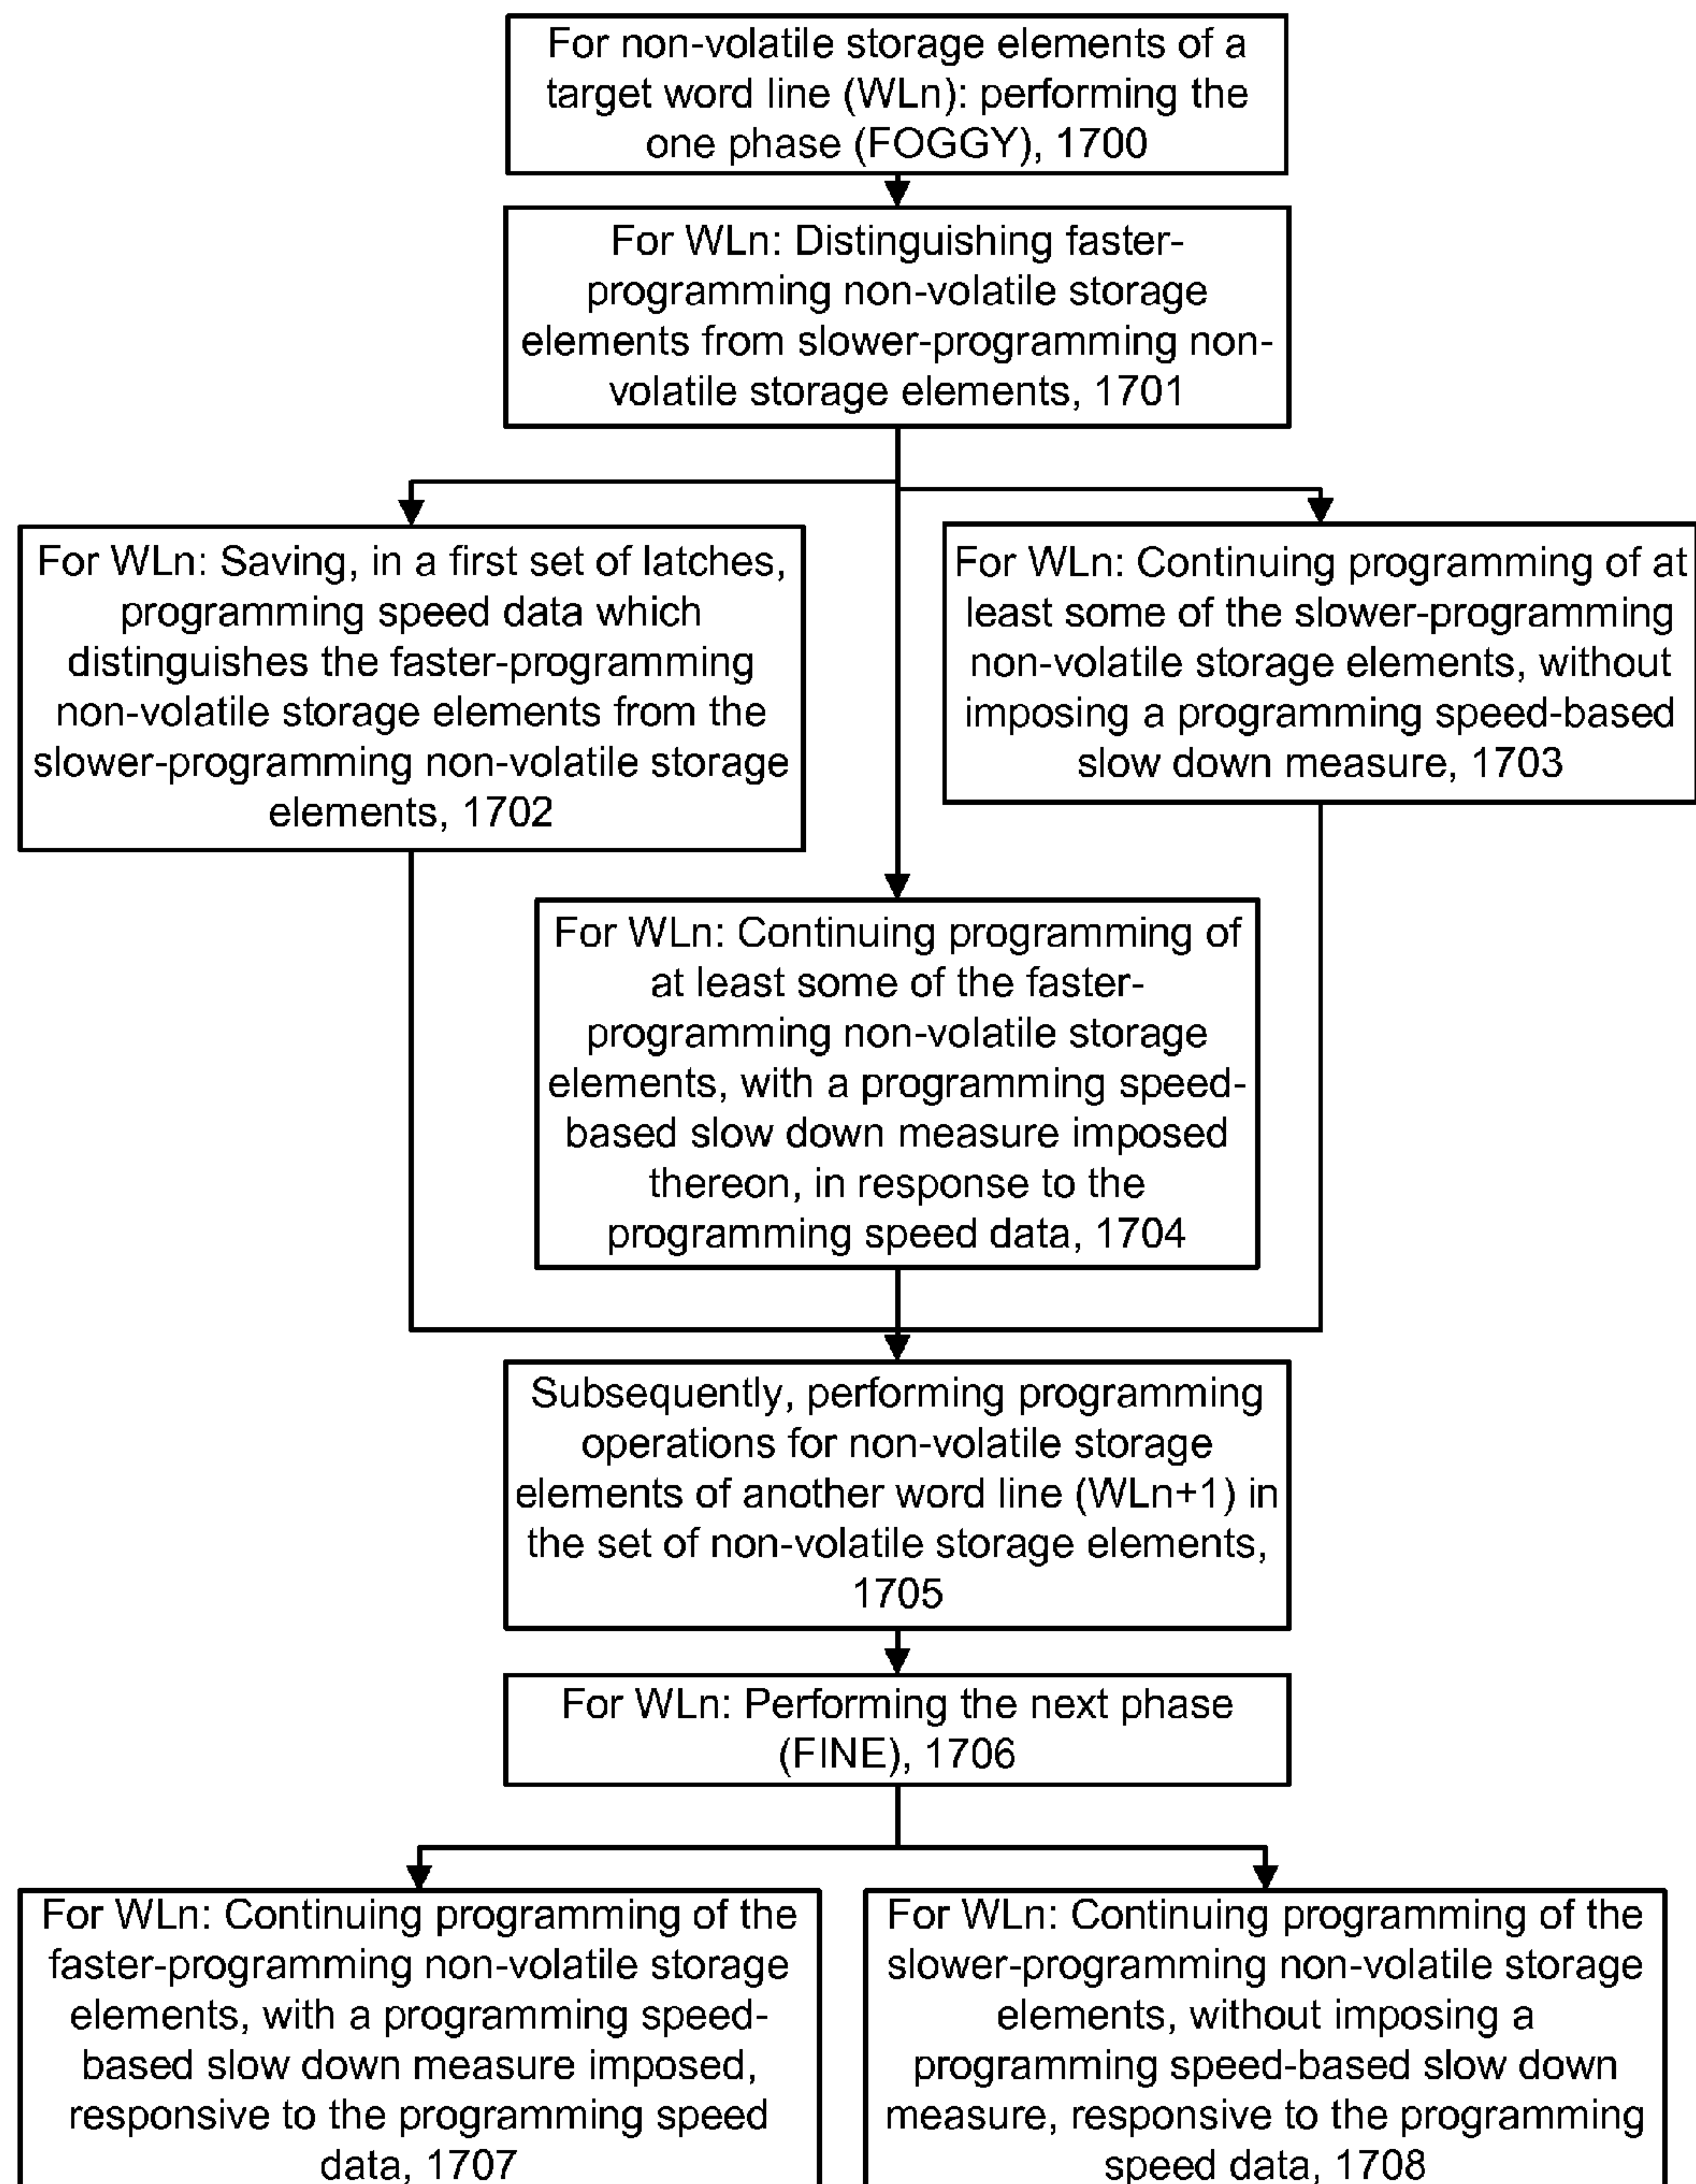 For non-volatile storage elements of a
target word line (WLn): performing the
one phase (FOGGY), 1700
For WLn: Distinguishing faster-
programming non-volatile storage
elements from slower-programming non-
volatile storage elements, 1701
For WLn: Saving, in a first set of latches,
programming speed data which
distinguishes the faster-programming
non-volatile storage elements from the
slower-programming non-volatile storage
elements, 1702
For WLn: Continuing programming of at
least some of the slower-programming
non-volatile storage elements, without
imposing a programming speed-based
slow down measure, 1703
For WLn: Continuing programming of
at least some of the faster-
programming non-volatile storage
elements, with a programming speed-
based slow down measure imposed
thereon, in response to the
programming speed data, 1704
Subsequently, performing programming
operations for non-volatile storage
elements of another word line (WLn+1) in
the set of non-volatile storage elements,
1705
For WLn: Performing the next phase
(FINE), 1706
For WLn: Continuing programming of the
faster-programming non-volatile storage
elements, with a programming speed-
based slow down measure imposed,
responsive to the programming speed
data, 1707
For WLn: Continuing programming of the
slower-programming non-volatile storage
elements, without imposing a
programming speed-based slow down
measure, responsive to the programming
speed data, 1708